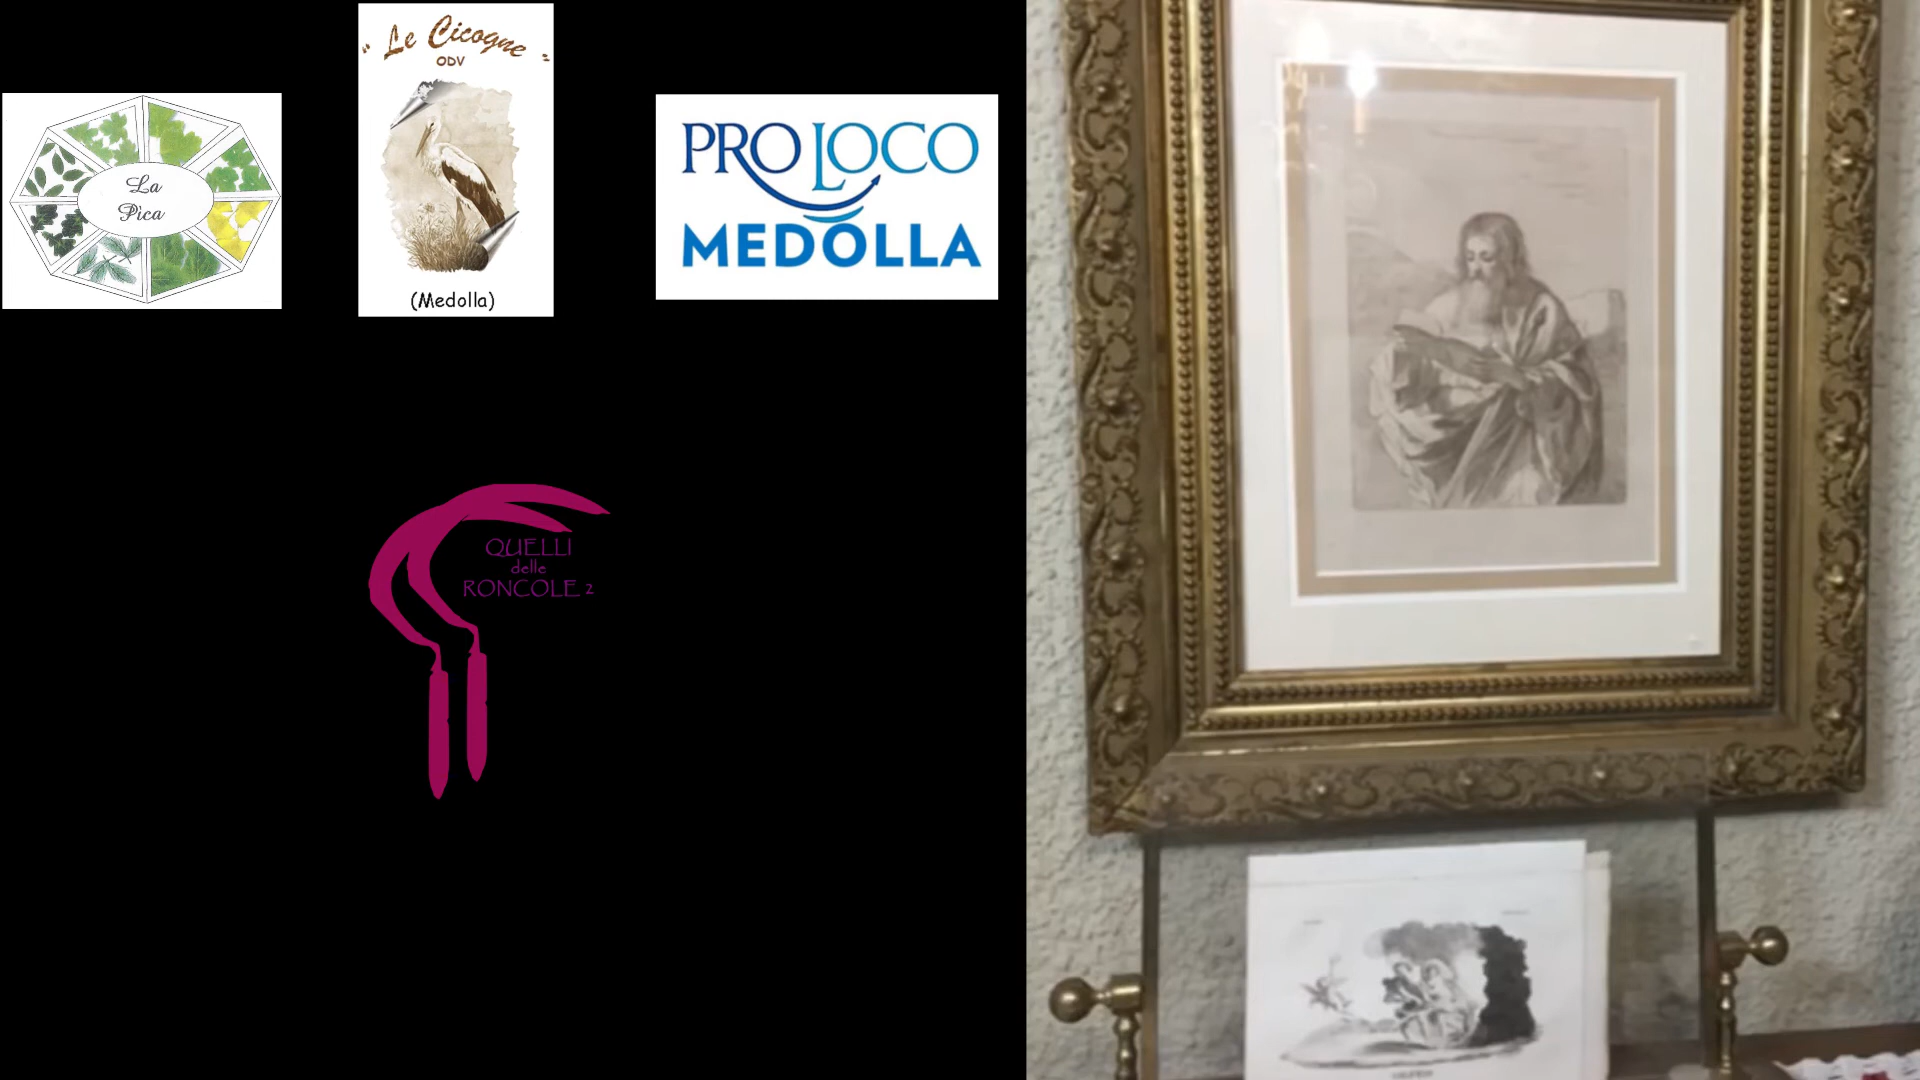 " Le Cicogne "
ODV
(Medolla)
La
Pica
PRO LOCO
MEDOLLA
QUELLI
delle
RONCOLE 2